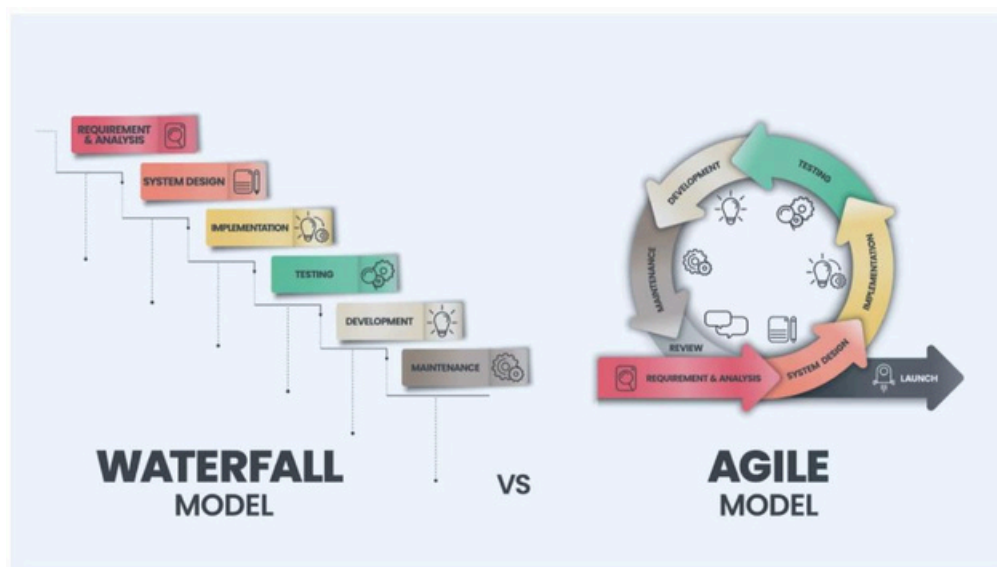 REQUIREMENT
& ANALYSIS
SYSTEM DESIGN
IMPLEMENTATION
TESTING
DEVELOPMENT
MAINTENANCE
WATERFALL
MODEL
VS
TESTING
DEVELOPMENT
IMPLEMENTATION
MAINTENANCE
REVIEW
REQUIREMENT & ANALYSIS
SYSTEM DESIGN
LAUNCH
AGILE
MODEL